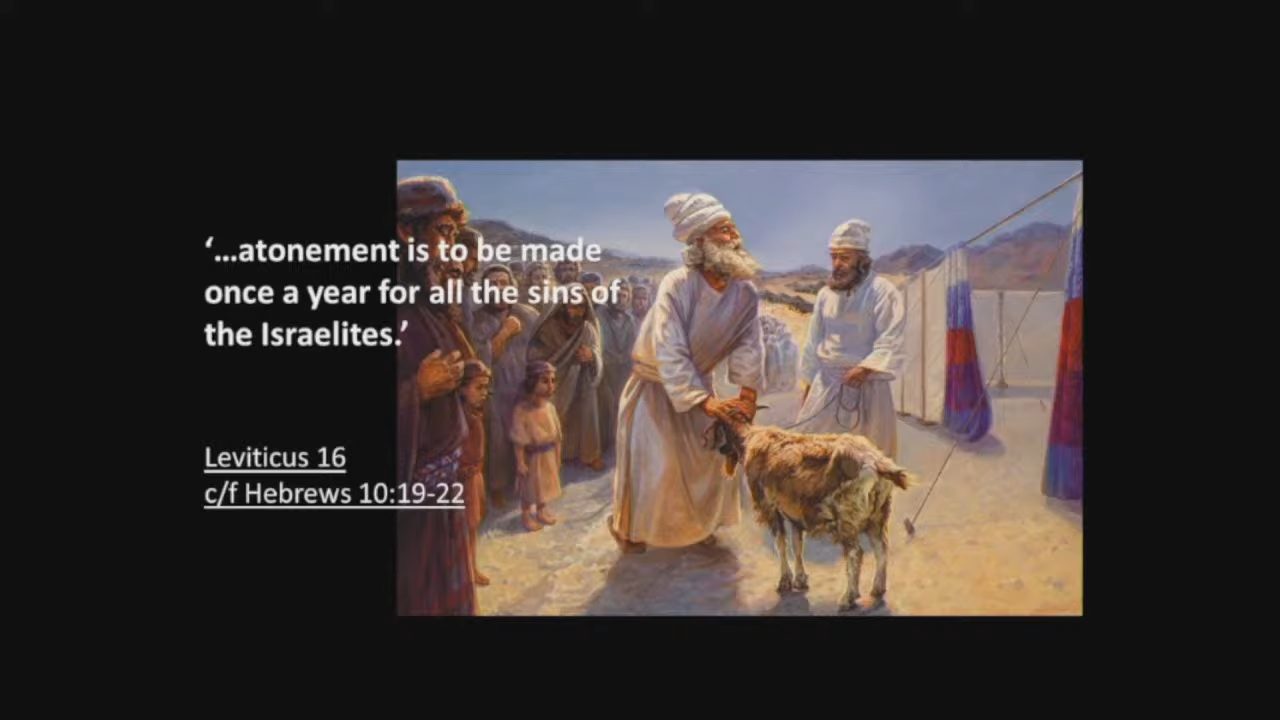 ‘...atonement is to be made
once a year for all the sins of
the Israelites.’
Leviticus 16
c/f Hebrews 10:19-22